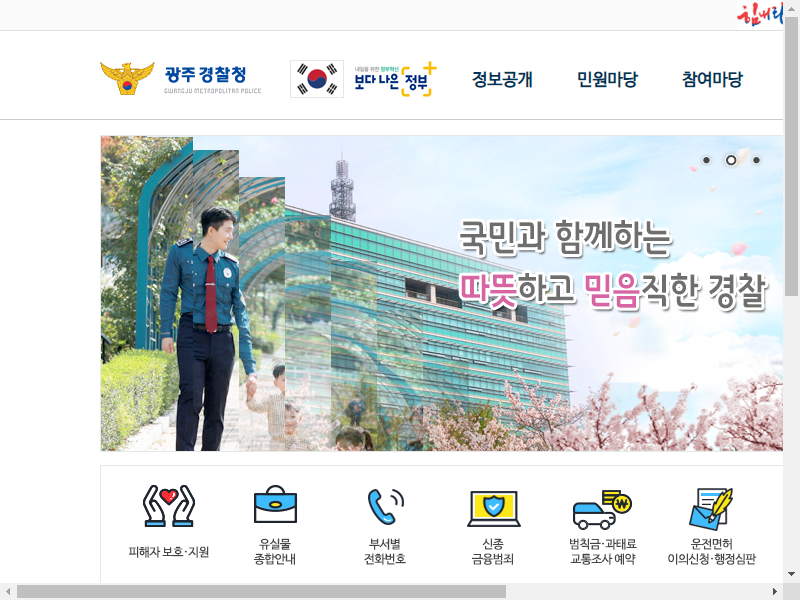 힘내라
광주경찰청
GWANGJU METROPOLITAN POLICE
내일을 위한 정부혁신
보다 나은 정부
정보공개
민원마당
참여마당
국민과 함께하는
따뜻하고 믿음직한 경찰
피해자 보호·지원
유실물
종합안내
부서별
전화번호
신종
금융범죄
범칙금·과태료
교통조사 예약
운전면허
이의신청·행정심판